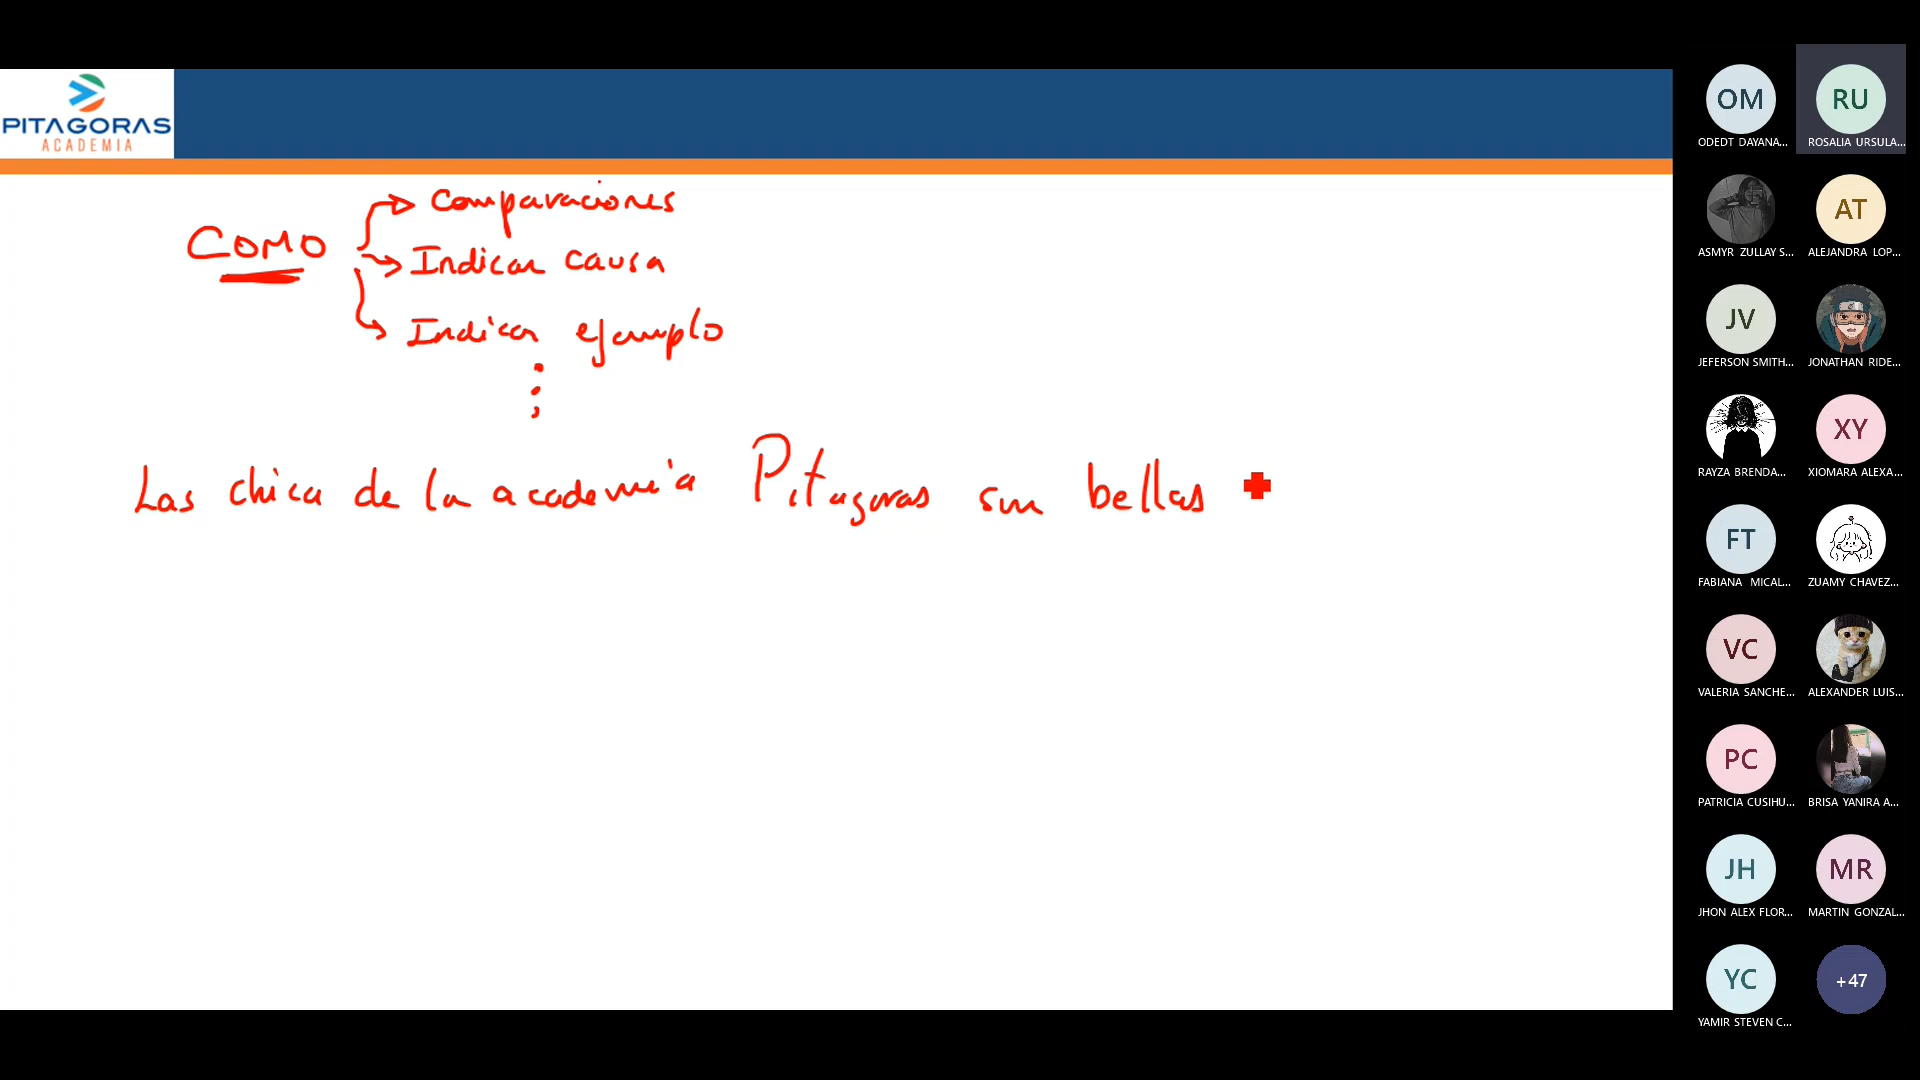 PITAGORAS
ACADEMIA
COMO
Comparaciones
Indicar causa
Indicar ejemplo
Las chica de la academia Pitagoras son bellas
OM
ODEDT DAYANA...
RU
ROSALIA URSULA...
ASMYR ZULLAY S...
AT
ALEJANDRA LOP...
JV
JEFERSON SMITH...
JONATHAN RIDE...
RAYZA BRENDA...
XY
XIOMARA ALEXA...
FT
FABIANA MICAL...
ZUAMY CHAVEZ...
VC
VALERIA SANCHE...
ALEXANDER LUIS...
PC
PATRICIA CUSIHU...
BRISA YANIRA A...
JH
JHON ALEX FLOR...
MR
MARTIN GONZAL...
YC
YAMIR STEVEN C...
+47